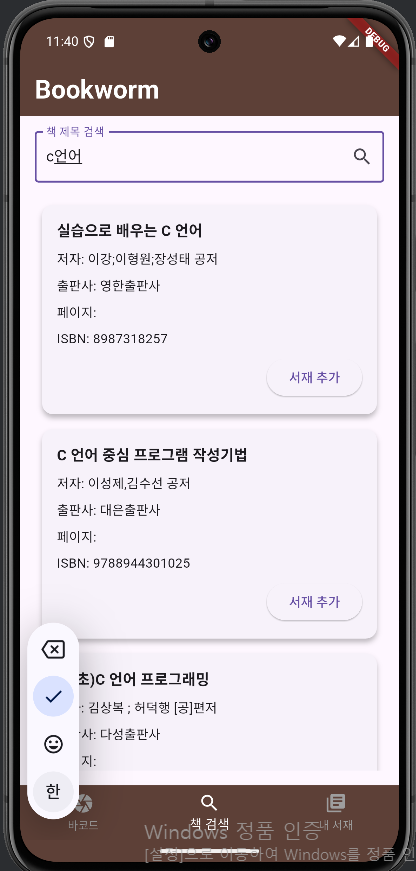 11:40
DEBUG
Bookworm
책 제목 검색
c언어
실습으로 배우는 C 언어
저자: 이강;이형원;장성태 공저
출판사: 영한출판사
페이지:
ISBN: 8987318257
서재 추가
C 언어 중심 프로그램 작성기법
저자: 이성제,김수선 공저
출판사: 대은출판사
페이지:
ISBN: 9788944301025
서재 추가
초)C 언어 프로그래밍
: 김상복 ; 허덕행 [공]편저
사: 다성출판사
지:
한
바코드
책 검색
내 서재
Windows 정품 인증
[설정]으로 이동하여 Windows를 정품 인